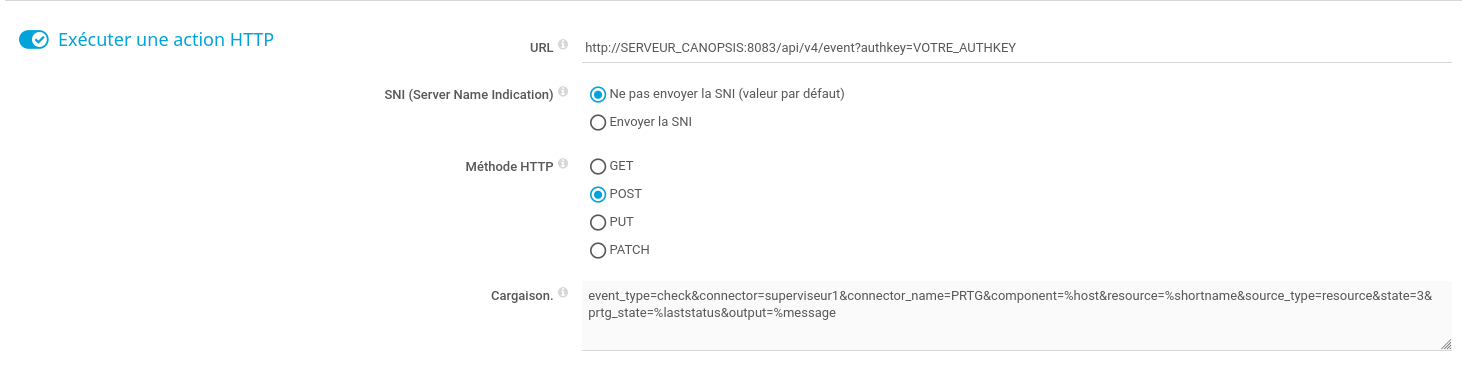 Exécuter une action HTTP
URL http://SERVEUR_CANOPSIS:8083/api/v4/event?authkey=VOTRE_AUTHKEY
SNI (Server Name Indication) Ne pas envoyer la SNI (valeur par défaut)
Envoyer la SNI
Méthode HTTP GET
POST
PUT
PATCH
Cargaison. event_type=check&connector=superviseur1&connector_name=PRTG&component=%host&resource=%shortname&source_type=resource&state=3&
prtg_state=%laststatus&output=%message